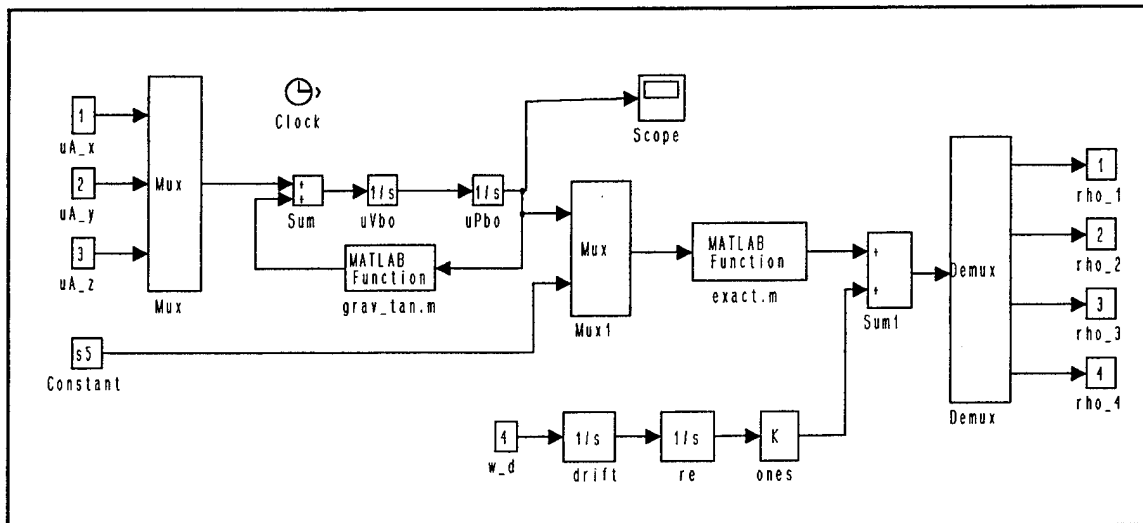 1
uA_x
2
uA_y
3
uA_z
Mux
Mux
Clock
+
+
Sum
1/s
uVbo
1/s
uPbo
MATLAB
Function
grav_tan.m
Scope
s5
Constant
Mux
Mux1
MATLAB
Function
exact.m
+
+
Sum1
4
w_d
1/s
drift
1/s
re
K
ones
Demux
Demux
1
rho_1
2
rho_2
3
rho_3
4
rho_4